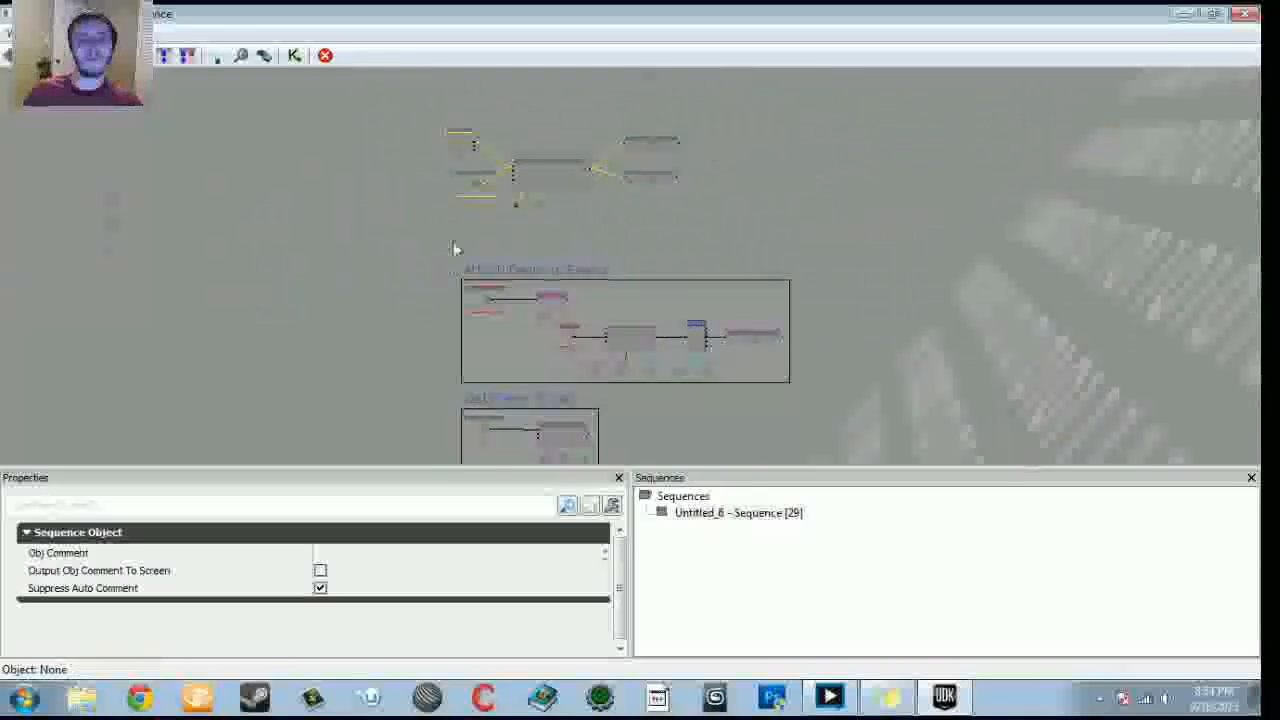 Properties
Sequence Object
Obj Comment
Output Obj Comment To Screen
Suppress Auto Comment
Object: None
Sequences
Sequences
Untitled_6 - Sequence [29]
UDK